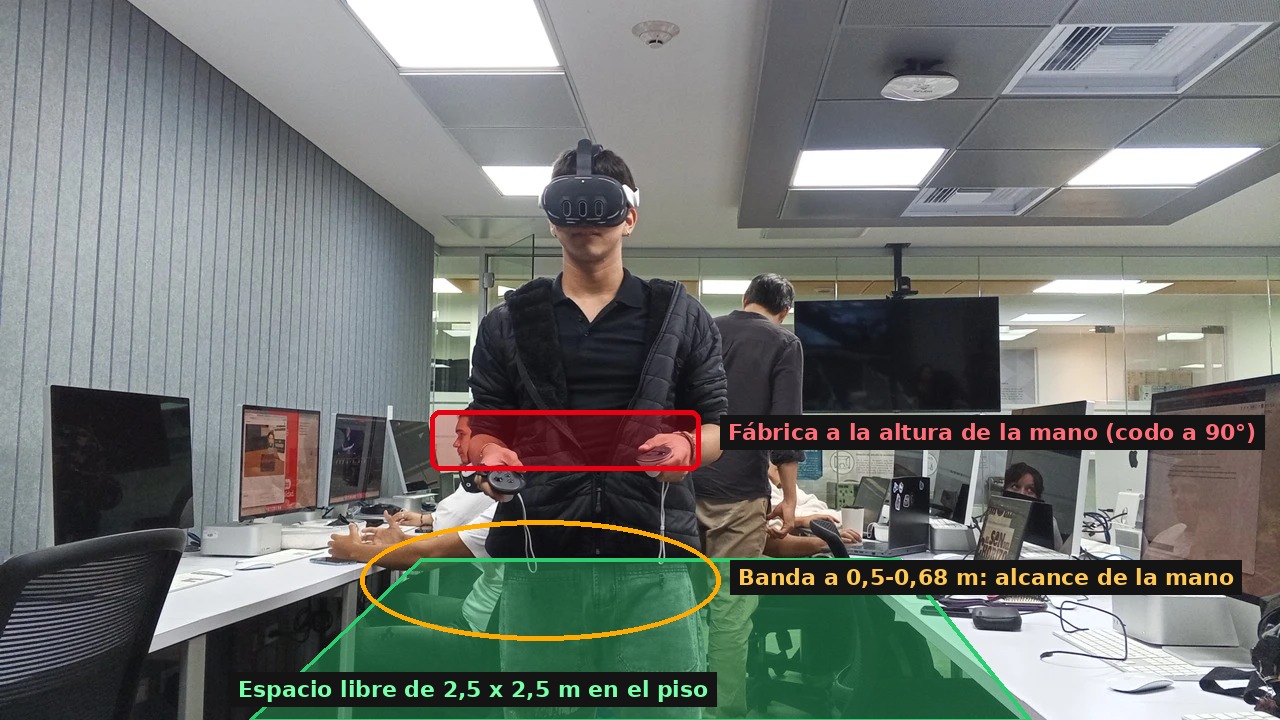 Fábrica a la altura de la mano (codo a 90°)
Banda a 0,5-0,68 m: alcance de la mano
Espacio libre de 2,5 x 2,5 m en el piso